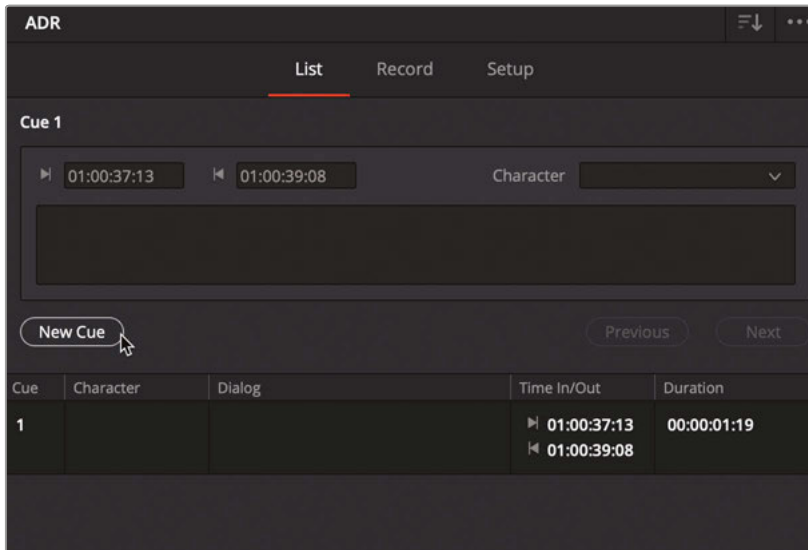 ADR
List Record Setup
Cue 1
01:00:37:13 01:00:39:08 Character
New Cue Previous Next
Cue Character Dialog Time In/Out Duration
1 01:00:37:13 00:00:01:19
01:00:39:08